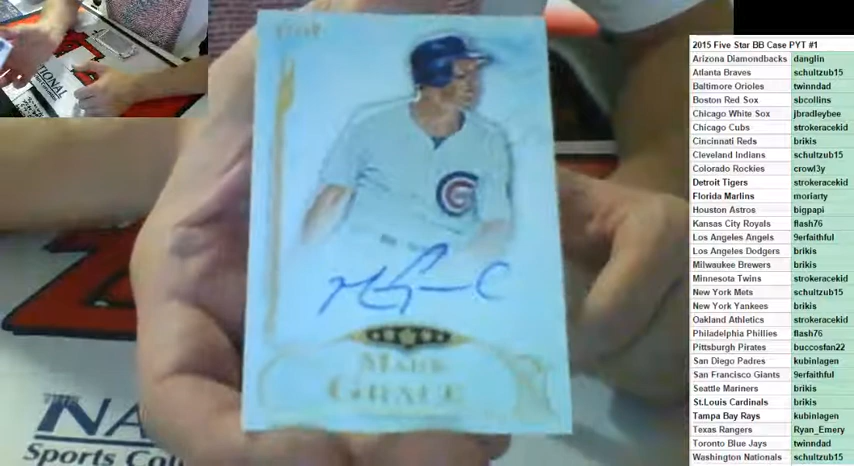 2015 Five Star BB Case PYT #1
Arizona Diamondbacks danglin
Atlanta Braves schultzub15
Baltimore Orioles twinndad
Boston Red Sox sbcollins
Chicago White Sox jbradleybee
Chicago Cubs strokeracekid
Cincinnati Reds brikis
Cleveland Indians schultzub15
Colorado Rockies crowl3y
Detroit Tigers strokeracekid
Florida Marlins moriarty
Houston Astros bigpapi
Kansas City Royals flash76
Los Angeles Angels 9erfaithful
Los Angeles Dodgers brikis
Milwaukee Brewers brikis
Minnesota Twins strokeracekid
New York Mets schultzub15
New York Yankees brikis
Oakland Athletics strokeracekid
Philadelphia Phillies flash76
Pittsburgh Pirates buccosfan22
San Diego Padres kubinlagen
San Francisco Giants 9erfaithful
Seattle Mariners brikis
St.Louis Cardinals brikis
Tampa Bay Rays kubinlagen
Texas Rangers Ryan_Emery
Toronto Blue Jays twinndad
Washington Nationals schultzub15
MARK
GRACE
NA
Sports Col